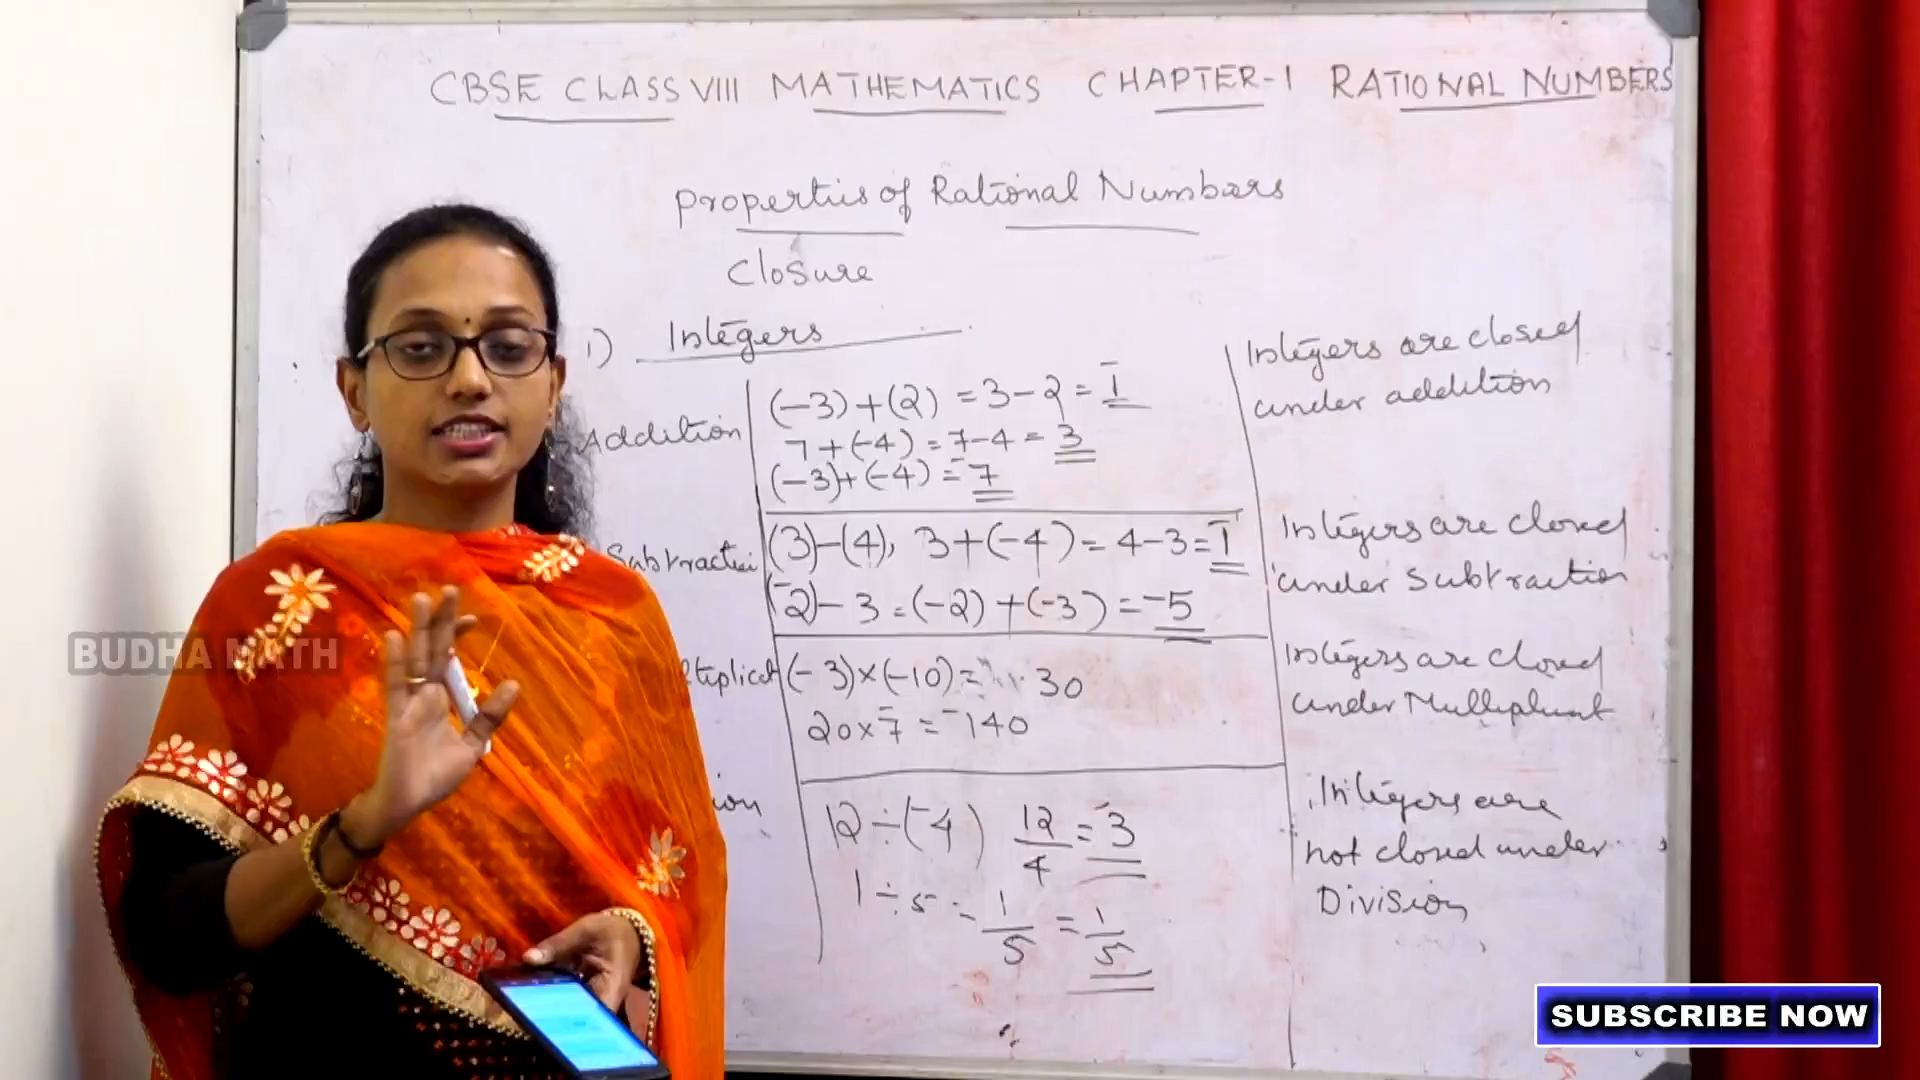 CBSE CLASS VIII MATHEMATICS CHAPTER-1 RATIONAL NUMBERS
Properties of Rational Numbers
Closure
1) Integers
Addition
(-3)+(2) = 3-2 = ¯1
7+(-4) = 7-4 = 3
(-3)+(-4) = ¯7
Integers are closed
under addition
Subtraction
(3)-(4), 3+(-4) = 4-3 = ¯1
(¯2)-3 = (-2)+(-3) = ¯5
Integers are closed
under Subtraction
(-3)×(-10) = 30
20×¯7 = ¯140
Integers are closed
under
12÷(¯4) 12/4 = ¯3
1÷5 = 1/5 = 1/5
Integers are
not closed under
Division
BUDHA MATH
SUBSCRIBE NOW